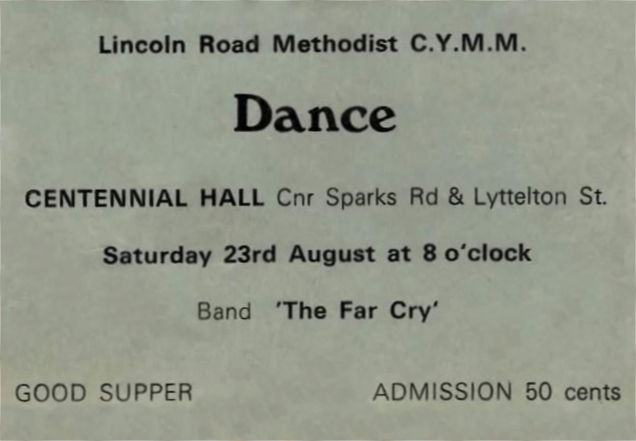 Lincoln Road Methodist C.Y.M.M.
Dance
CENTENNIAL HALL Cnr Sparks Rd & Lyttelton St.
Saturday 23rd August at 8 o'clock
Band 'The Far Cry'
GOOD SUPPER ADMISSION 50 cents